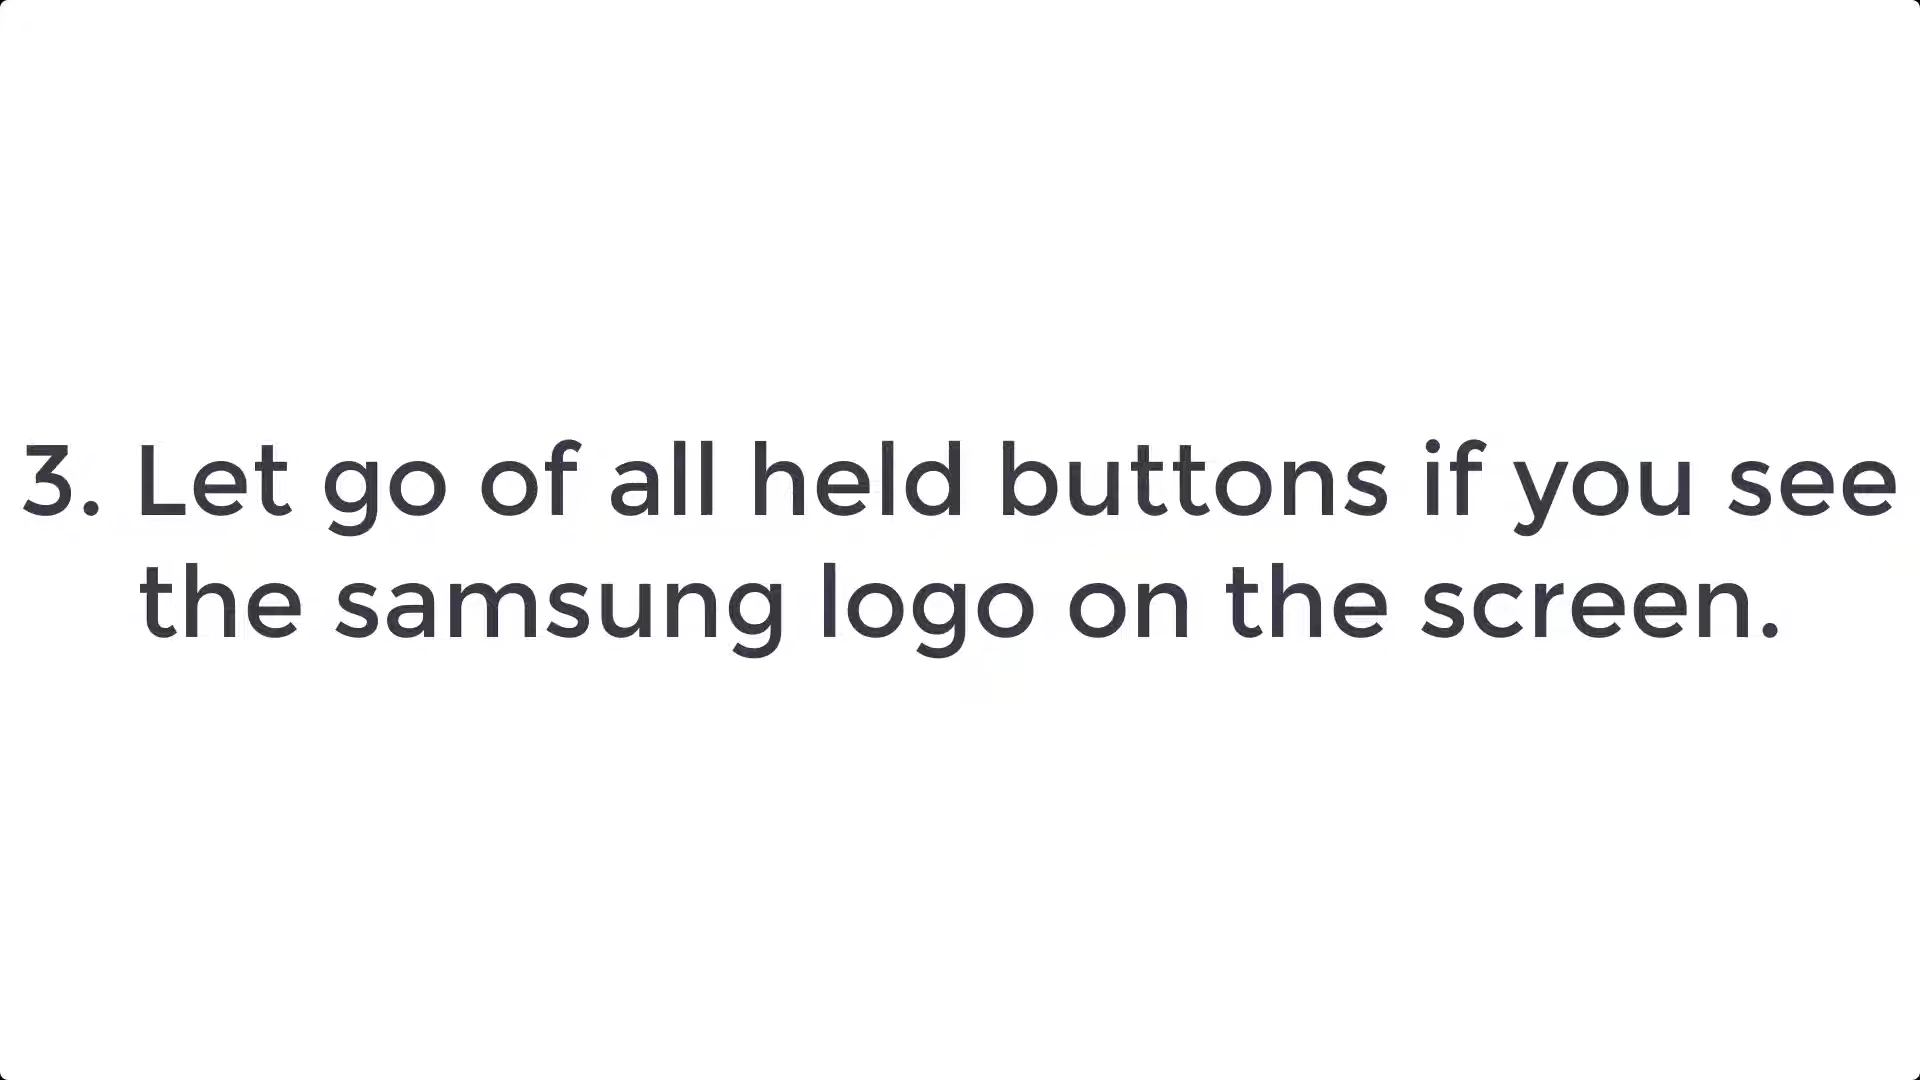 3. Let go of all held buttons if you see
the samsung logo on the screen.